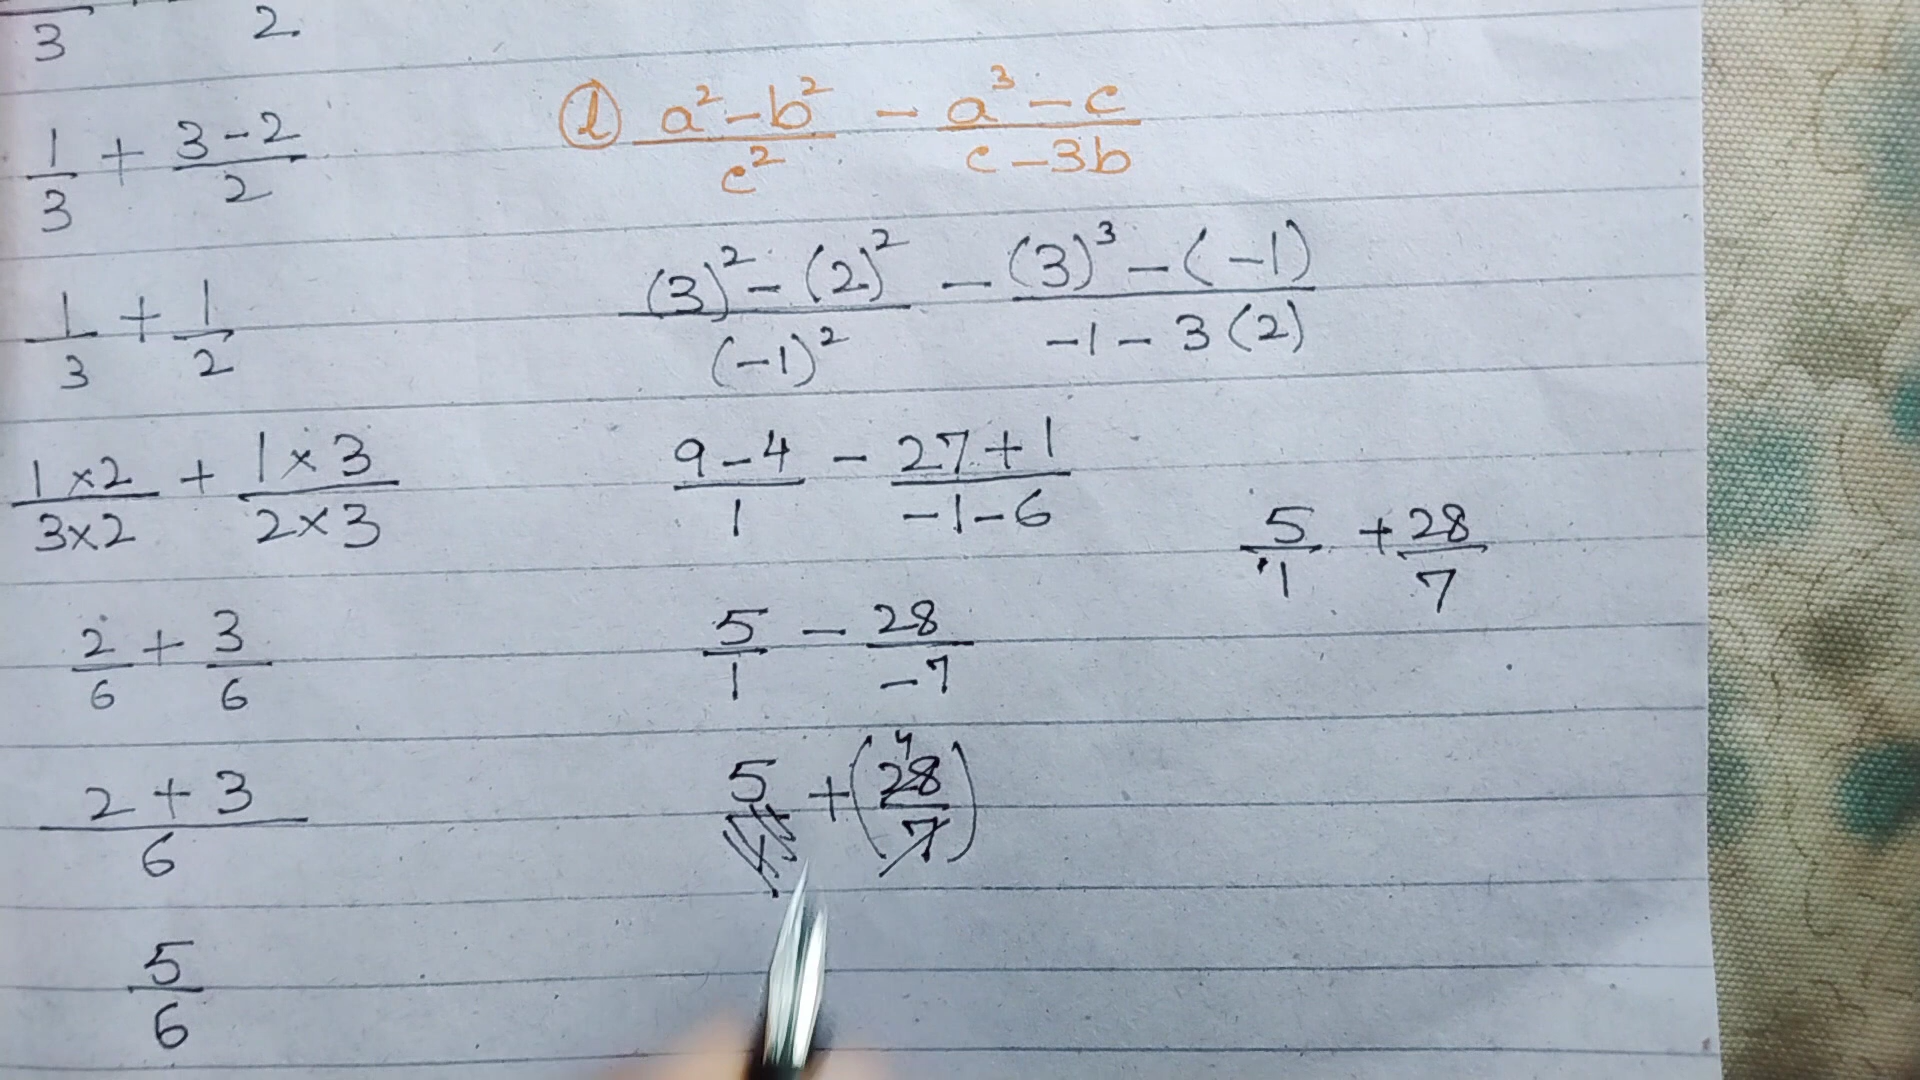 3 2.
1/3 + (3-2)/2
1/3 + 1/2
(1×2)/(3×2) + (1×3)/(2×3)
2/6 + 3/6
(2+3)/6
5/6
(l) (a²-b²)/c² - (a³-c)/(c-3b)
((3)²-(2)²)/(-1)² - ((3)³-(-1))/(-1-3(2))
(9-4)/1 - (27+1)/(-1-6)
5/1 - 28/-7
5 + (28/7) 4
5/1 + 28/7